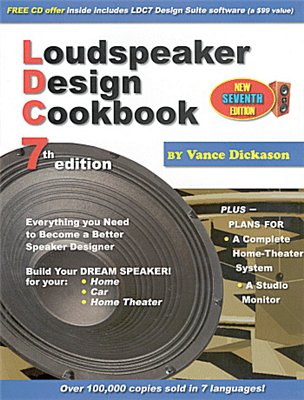 FREE CD offer inside includes LDC7 Design Suite software (a $99 value)
Loudspeaker
Design
Cookbook
7th edition
NEW
SEVENTH
EDITION
BY Vance Dickason
Everything you Need
to Become a Better
Speaker Designer
Build Your DREAM SPEAKER!
for your: • Home
• Car
• Home Theater
PLUS —
PLANS FOR
• A Complete
Home-Theater
System
• A Studio
Monitor
Over 100,000 copies sold in 7 languages!